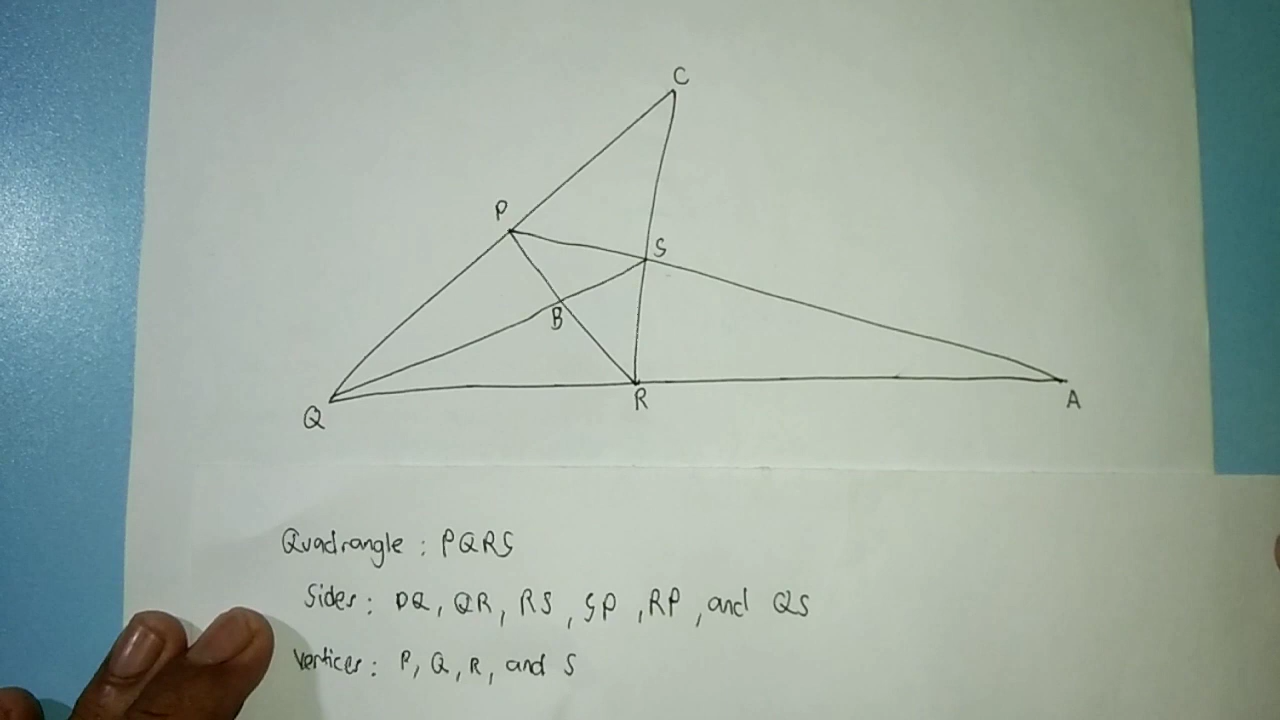 C
P
S
B
Q
R
A
Quadrangle : PQRS
Sides : PQ, QR, RS, SP, RP, and QS
Vertices : P, Q, R, and S